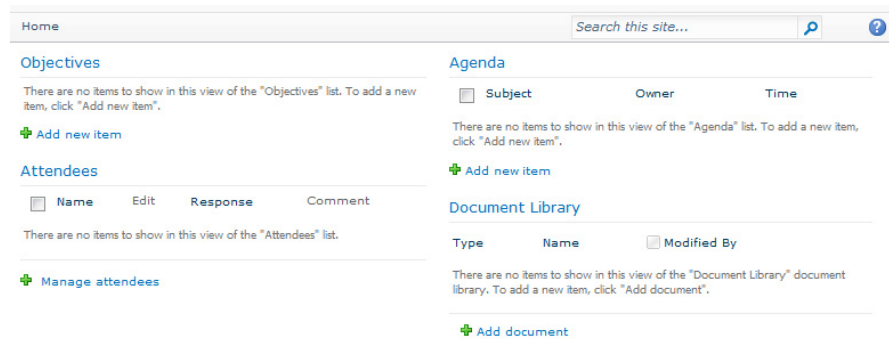 Home
Search this site...
?
Objectives
There are no items to show in this view of the "Objectives" list. To add a new
item, click "Add new item".
Add new item
Attendees
Name Edit Response Comment
There are no items to show in this view of the "Attendees" list.
Manage attendees
Agenda
Subject Owner Time
There are no items to show in this view of the "Agenda" list. To add a new item,
click "Add new item".
Add new item
Document Library
Type Name Modified By
There are no items to show in this view of the "Document Library" document
library. To add a new item, click "Add document".
Add document